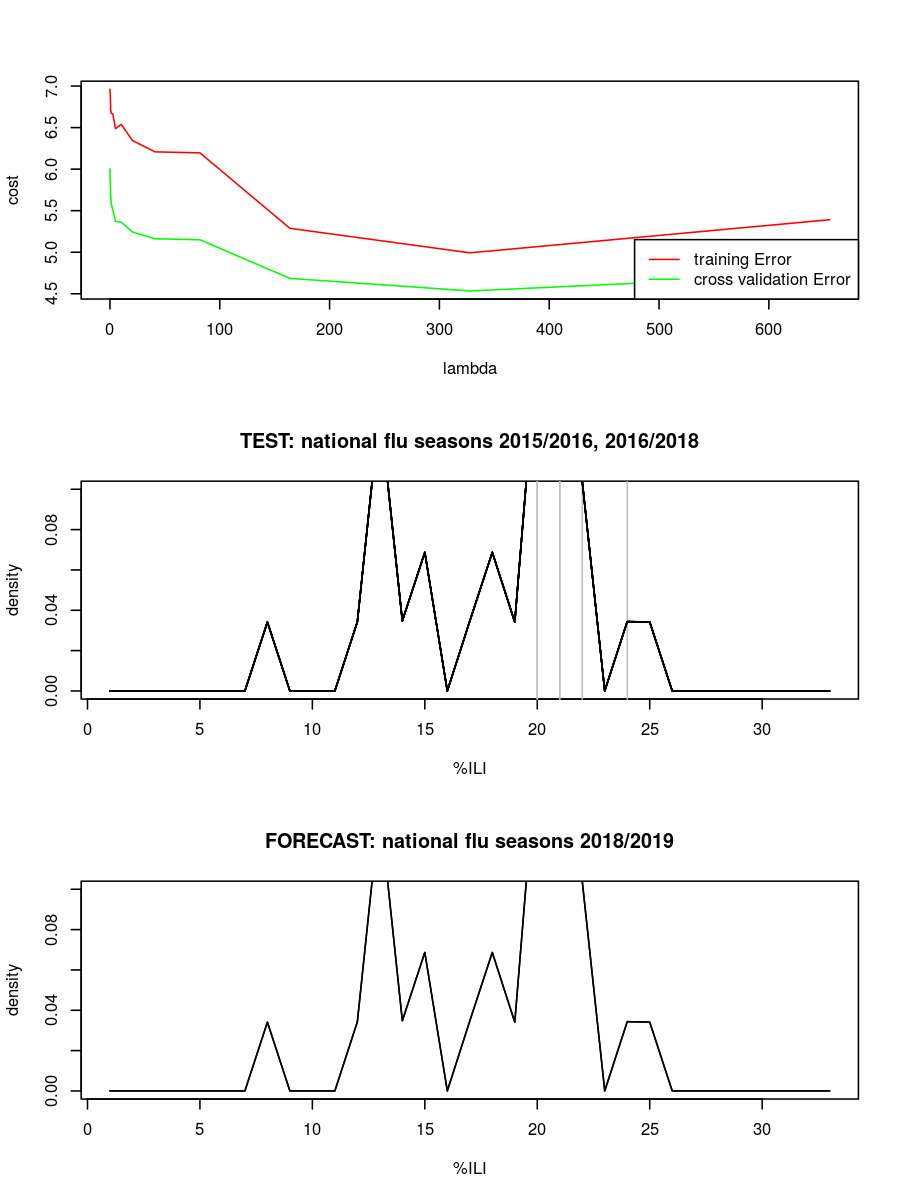 cost
7.0
6.5
6.0
5.5
5.0
4.5
training Error
cross validation Error
0 100 200 300 400 500 600
lambda
TEST: national flu seasons 2015/2016, 2016/2018
density
0.08
0.04
0.00
0 5 10 15 20 25 30
%ILI
FORECAST: national flu seasons 2018/2019
density
0.08
0.04
0.00
0 5 10 15 20 25 30
%ILI